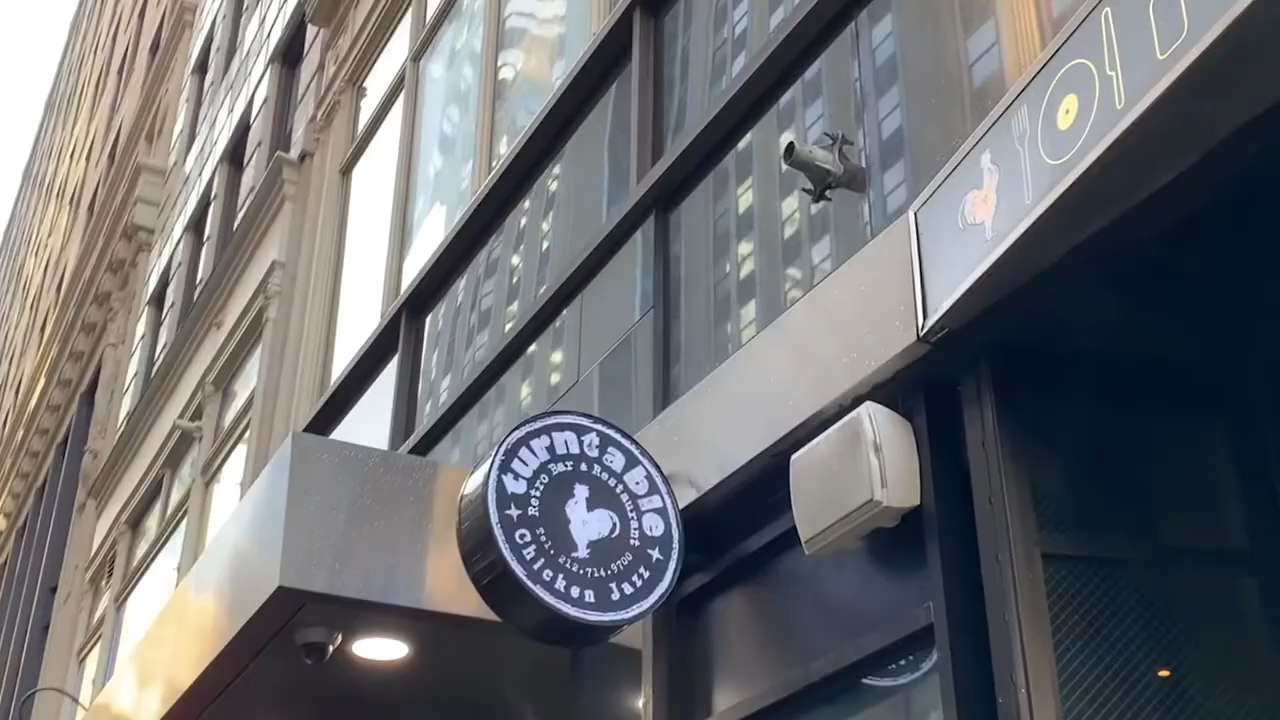 turntable
Retro Bar & Restaurant
Tel. 212.714.9700
Chicken Jazz